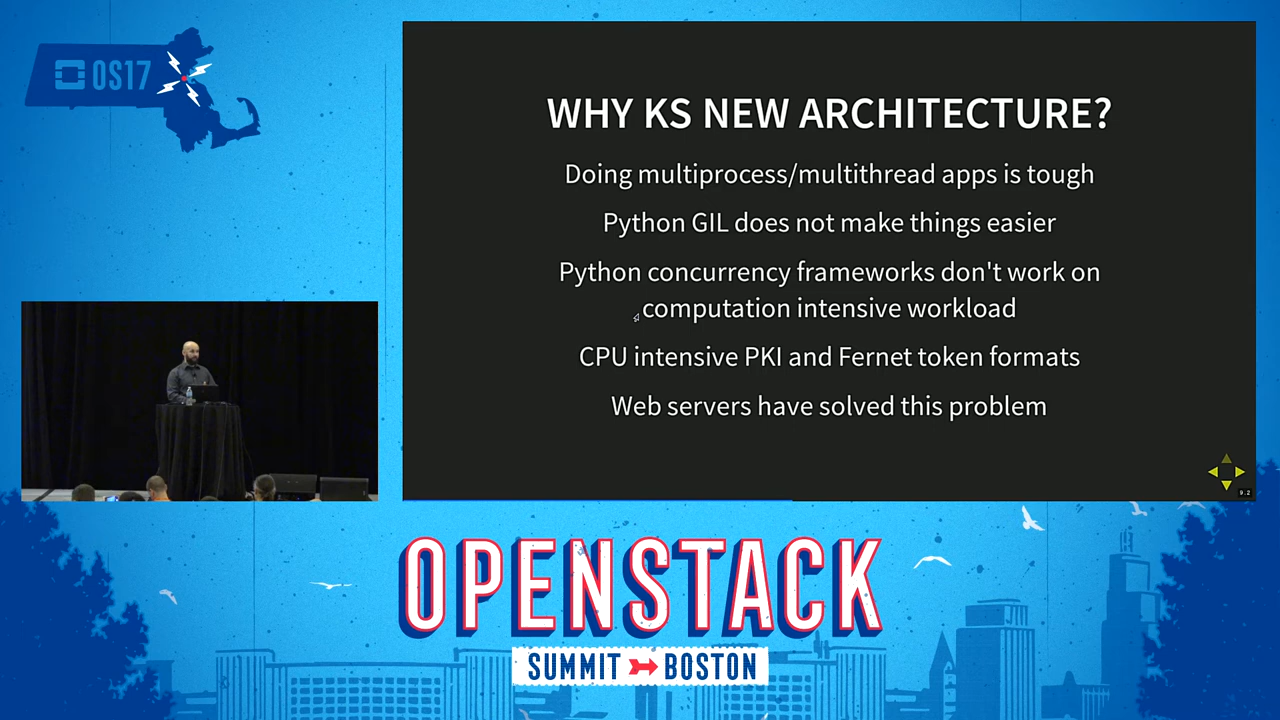 OS17
WHY KS NEW ARCHITECTURE?
Doing multiprocess/multithread apps is tough
Python GIL does not make things easier
Python concurrency frameworks don't work on
computation intensive workload
CPU intensive PKI and Fernet token formats
Web servers have solved this problem
9.2
OPENSTACK
SUMMIT BOSTON